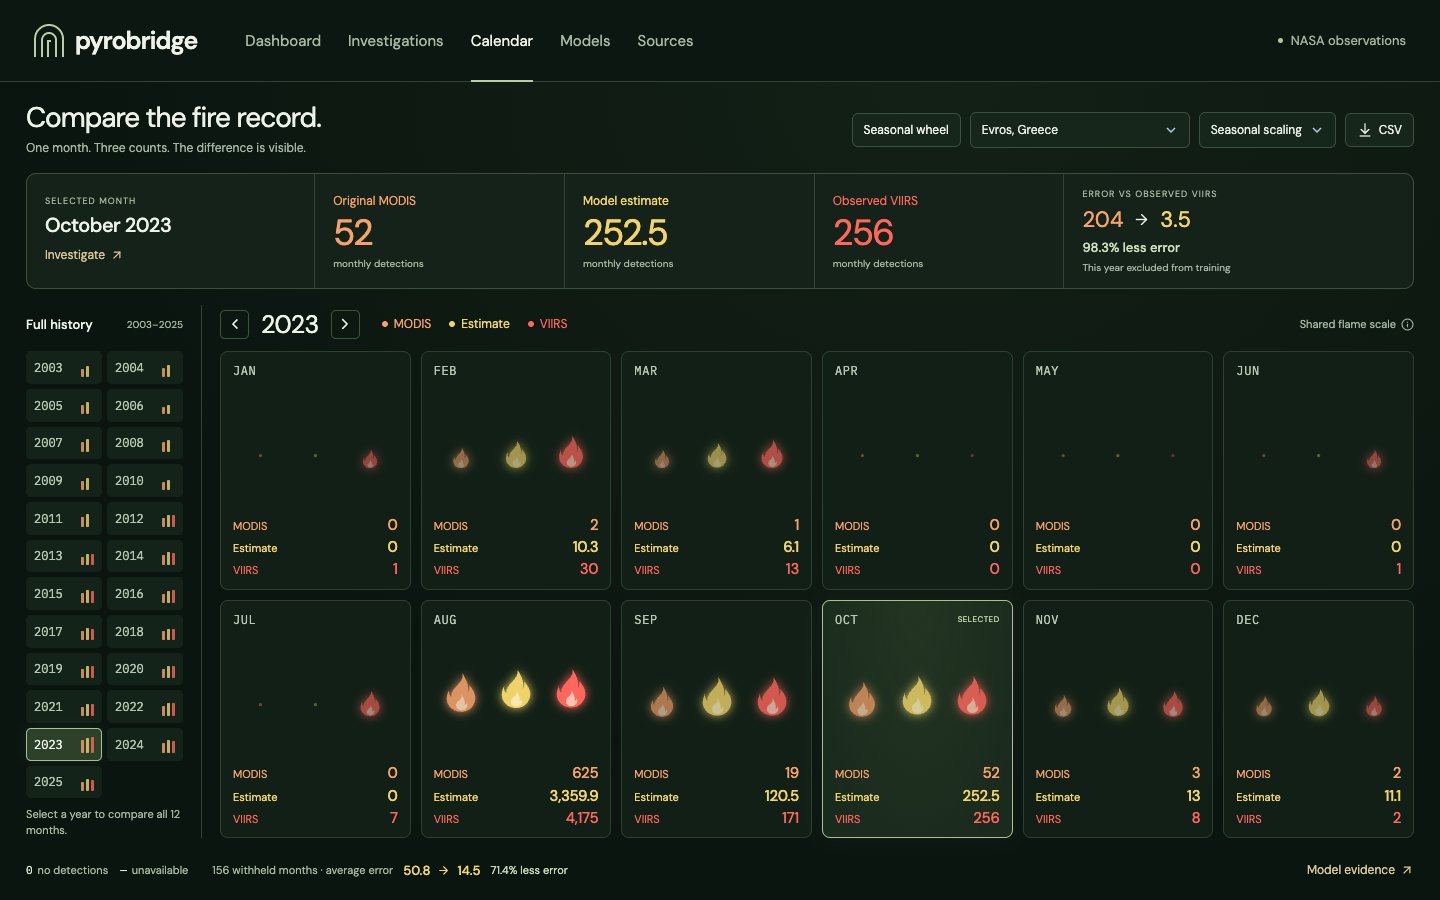 pyrobridge
Dashboard
Investigations
Calendar
Models
Sources
NASA observations
Compare the fire record.
One month. Three counts. The difference is visible.
Seasonal wheel
Evros, Greece
Seasonal scaling
CSV
SELECTED MONTH
October 2023
Investigate ↗
Original MODIS
52
monthly detections
Model estimate
252.5
monthly detections
Observed VIIRS
256
monthly detections
ERROR VS OBSERVED VIIRS
204 → 3.5
98.3% less error
This year excluded from training
Full history 2003–2025
2003 2004
2005 2006
2007 2008
2009 2010
2011 2012
2013 2014
2015 2016
2017 2018
2019 2020
2021 2022
2023 2024
2025
Select a year to compare all 12
months.
2023
MODIS
Estimate
VIIRS
Shared flame scale
JAN
MODIS 0
Estimate 0
VIIRS 1
FEB
MODIS 2
Estimate 10.3
VIIRS 30
MAR
MODIS 1
Estimate 6.1
VIIRS 13
APR
MODIS 0
Estimate 0
VIIRS 0
MAY
MODIS 0
Estimate 0
VIIRS 0
JUN
MODIS 0
Estimate 0
VIIRS 1
JUL
MODIS 0
Estimate 0
VIIRS 7
AUG
MODIS 625
Estimate 3,359.9
VIIRS 4,175
SEP
MODIS 19
Estimate 120.5
VIIRS 171
OCT SELECTED
MODIS 52
Estimate 252.5
VIIRS 256
NOV
MODIS 3
Estimate 13
VIIRS 8
DEC
MODIS 2
Estimate 11.1
VIIRS 2
0 no detections — unavailable
156 withheld months · average error 50.8 → 14.5 71.4% less error
Model evidence ↗